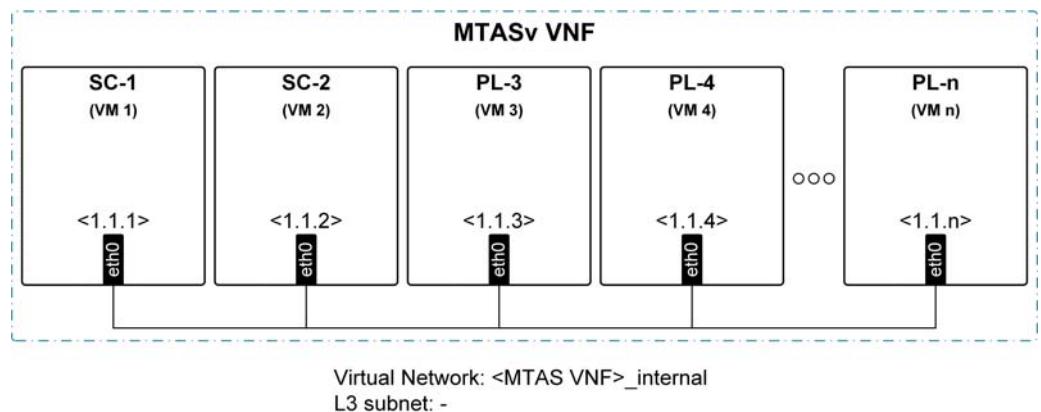 MTASv VNF
SC-1
(VM 1)
SC-2
(VM 2)
PL-3
(VM 3)
PL-4
(VM 4)
PL-n
(VM n)
<1.1.1>
<1.1.2>
<1.1.3>
<1.1.4>
<1.1.n>
eth0
eth0
eth0
eth0
eth0
Virtual Network: <MTAS VNF>_internal
L3 subnet: -